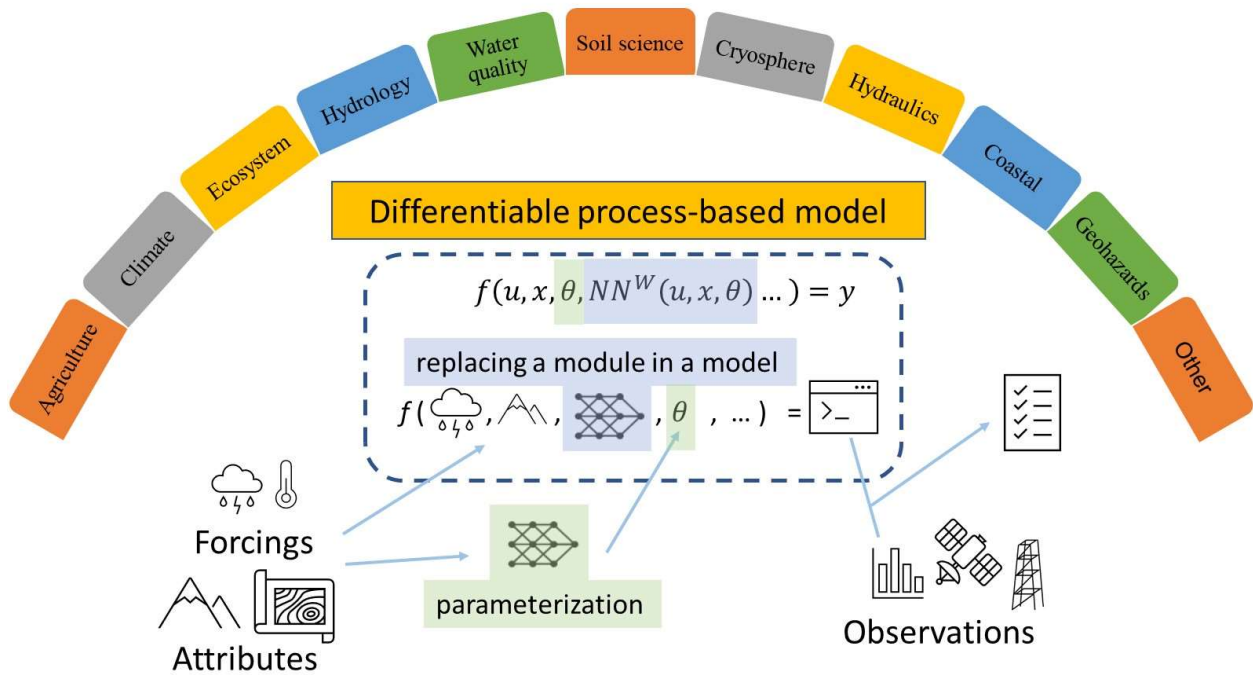 Agriculture
Climate
Ecosystem
Hydrology
Water
quality
Soil science
Cryosphere
Hydraulics
Coastal
Geohazards
Other
Differentiable process-based model
f(u, x, θ, NN^W(u, x, θ) … ) = y
replacing a module in a model
f( , , , θ , … ) = >_
Forcings
Attributes
parameterization
Observations